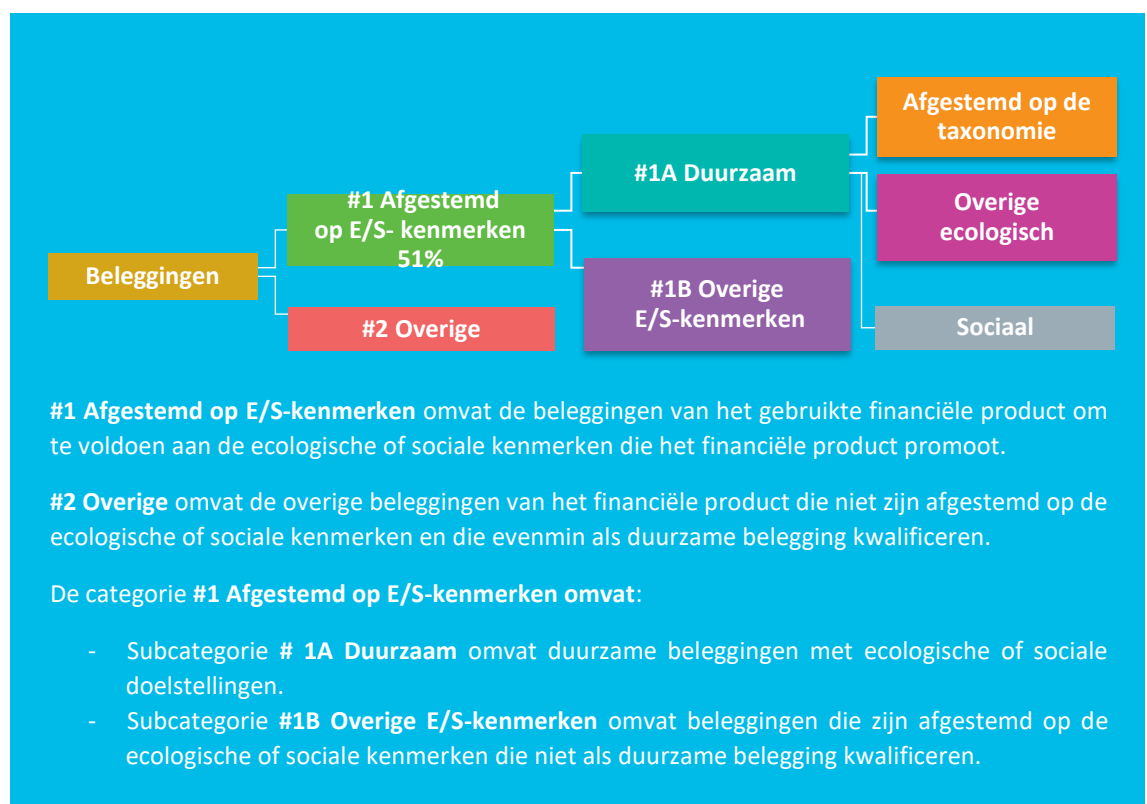 Afgestemd op de
taxonomie
#1A Duurzaam
#1 Afgestemd
op E/S- kenmerken
51%
Overige
ecologisch
Beleggingen
#1B Overige
E/S-kenmerken
#2 Overige
Sociaal
#1 Afgestemd op E/S-kenmerken omvat de beleggingen van het gebruikte financiële product om
te voldoen aan de ecologische of sociale kenmerken die het financiële product promoot.
#2 Overige omvat de overige beleggingen van het financiële product die niet zijn afgestemd op de
ecologische of sociale kenmerken en die evenmin als duurzame belegging kwalificeren.
De categorie #1 Afgestemd op E/S-kenmerken omvat:
- Subcategorie # 1A Duurzaam omvat duurzame beleggingen met ecologische of sociale
doelstellingen.
- Subcategorie #1B Overige E/S-kenmerken omvat beleggingen die zijn afgestemd op de
ecologische of sociale kenmerken die niet als duurzame belegging kwalificeren.